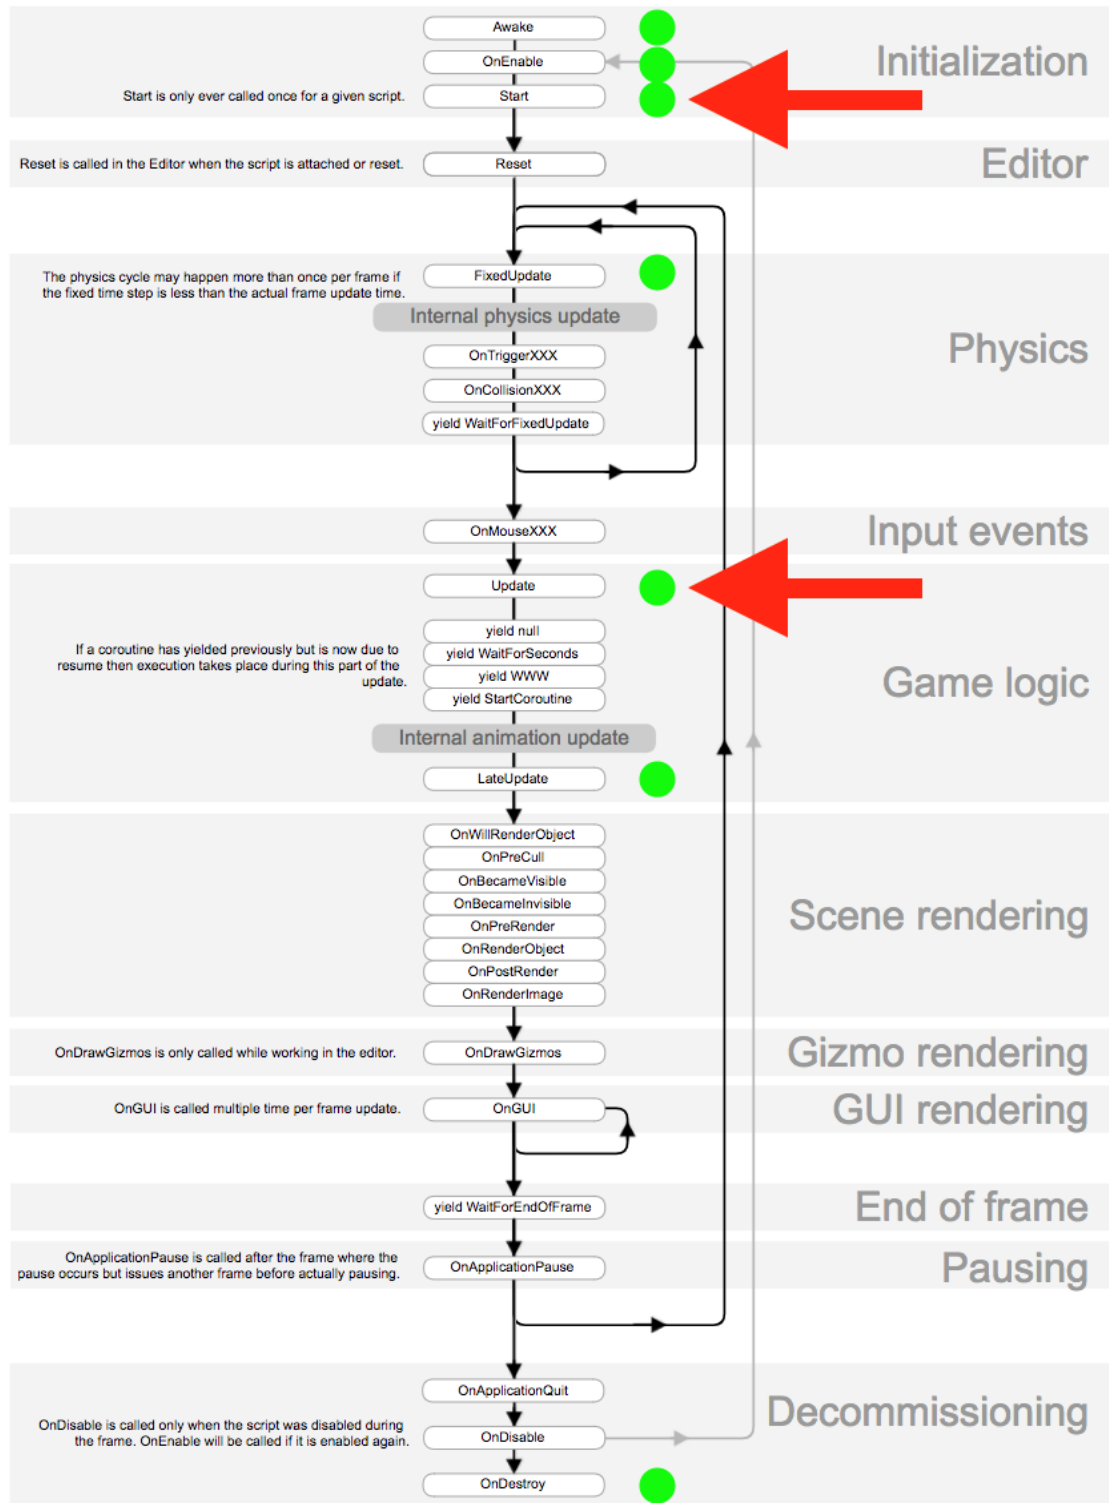 Awake
OnEnable
Initialization
Start is only ever called once for a given script.
Start
Reset is called in the Editor when the script is attached or reset.
Reset
Editor
The physics cycle may happen more than once per frame if
the fixed time step is less than the actual frame update time.
FixedUpdate
Internal physics update
OnTriggerXXX
Physics
OnCollisionXXX
yield WaitForFixedUpdate
OnMouseXXX
Input events
Update
yield null
If a coroutine has yielded previously but is now due to
resume then execution takes place during this part of the
update.
yield WaitForSeconds
yield WWW
yield StartCoroutine
Game logic
Internal animation update
LateUpdate
OnWillRenderObject
OnPreCull
OnBecameVisible
OnBecameInvisible
Scene rendering
OnPreRender
OnRenderObject
OnPostRender
OnRenderImage
OnDrawGizmos is only called while working in the editor.
OnDrawGizmos
Gizmo rendering
OnGUI is called multiple time per frame update.
OnGUI
GUI rendering
yield WaitForEndOfFrame
End of frame
OnApplicationPause is called after the frame where the
pause occurs but issues another frame before actually pausing.
OnApplicationPause
Pausing
OnApplicationQuit
Decommissioning
OnDisable is called only when the script was disabled during
the frame. OnEnable will be called if it is enabled again.
OnDisable
OnDestroy